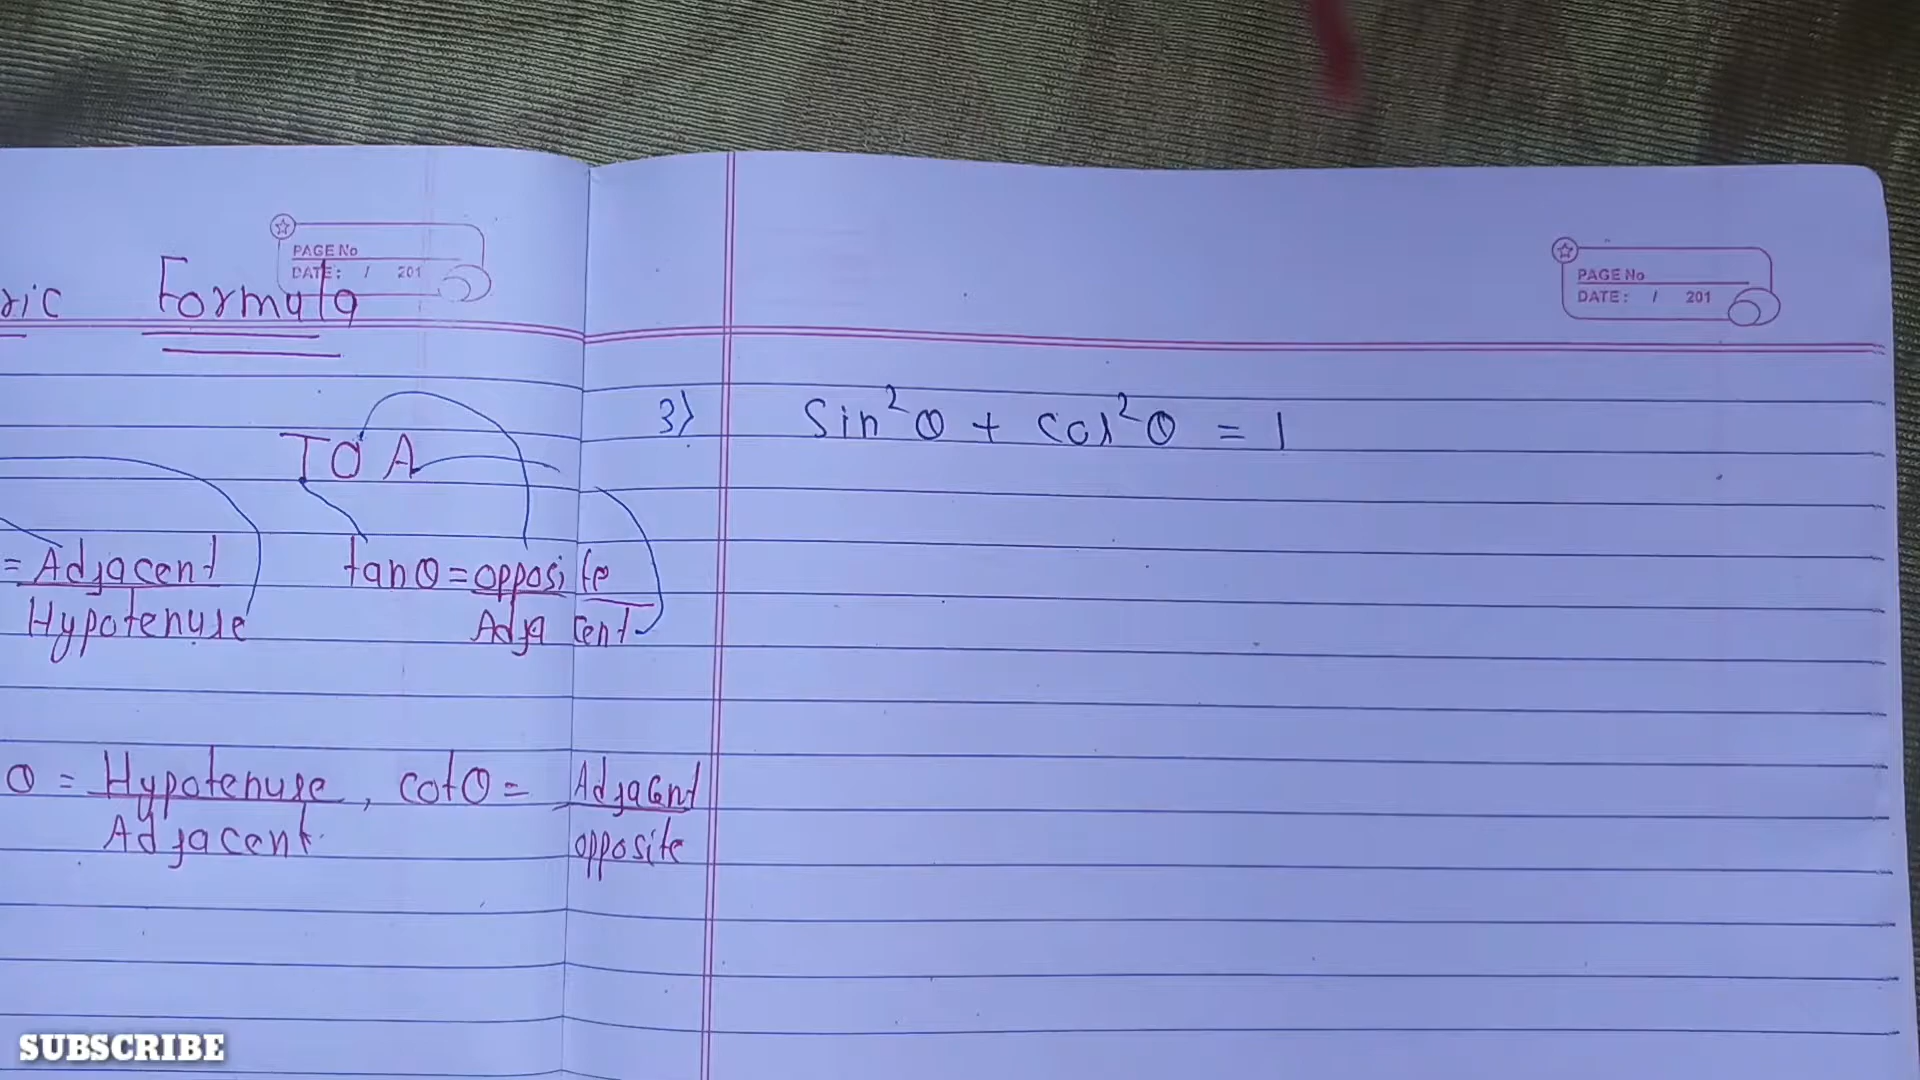 PAGE No
DATE: / 201
ric Formula
TOA
= Adjacent
Hypotenuse
tanθ = opposite
Adjacent
θ = Hypotenuse , cotθ = Adjacent
Adjacent. opposite
PAGE No
DATE: / 201
3) Sin²θ + cos²θ = 1
SUBSCRIBE